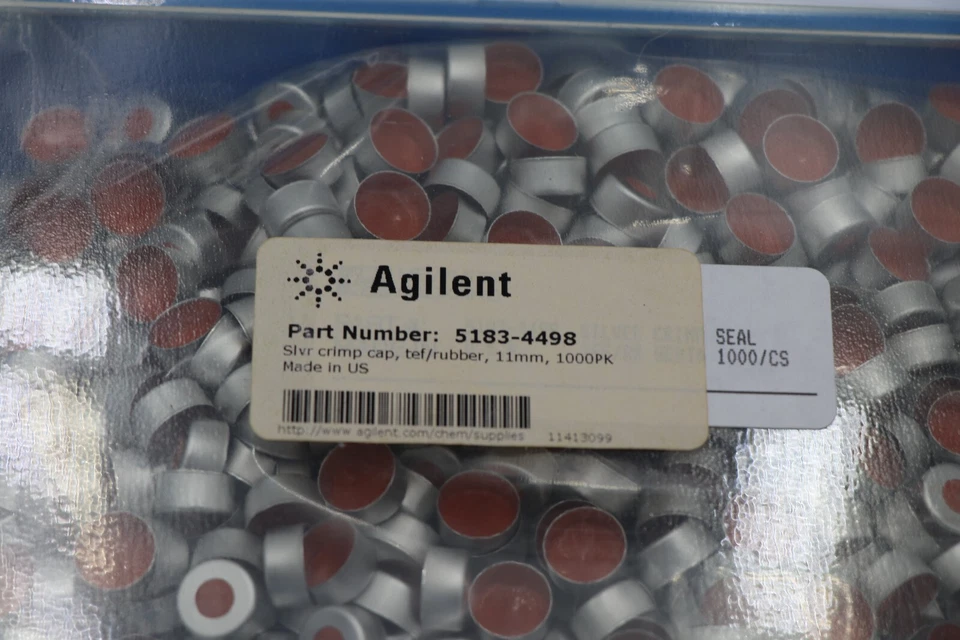 Agilent
Part Number: 5183-4498
Slvr crimp cap, tef/rubber, 11mm, 1000PK
Made in US
http://www.agilent.com/chem/supplies 11413099
SEAL
1000/CS